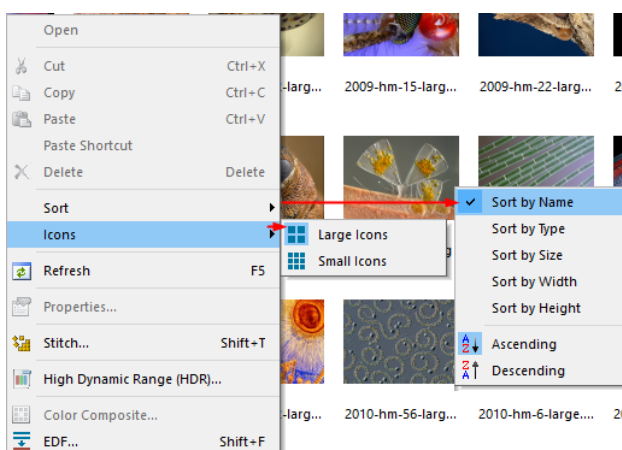 Open
Cut Ctrl+X
Copy Ctrl+C
Paste Ctrl+V
Paste Shortcut
Delete Delete
Sort
Icons
Refresh F5
Properties...
Stitch... Shift+T
High Dynamic Range (HDR)...
Color Composite...
EDF... Shift+F
Large Icons
Small Icons
Sort by Name
Sort by Type
Sort by Size
Sort by Width
Sort by Height
Ascending
Descending
-larg... 2009-hm-15-larg... 2009-hm-22-larg...
-larg... 2010-hm-56-larg... 2010-hm-6-large....